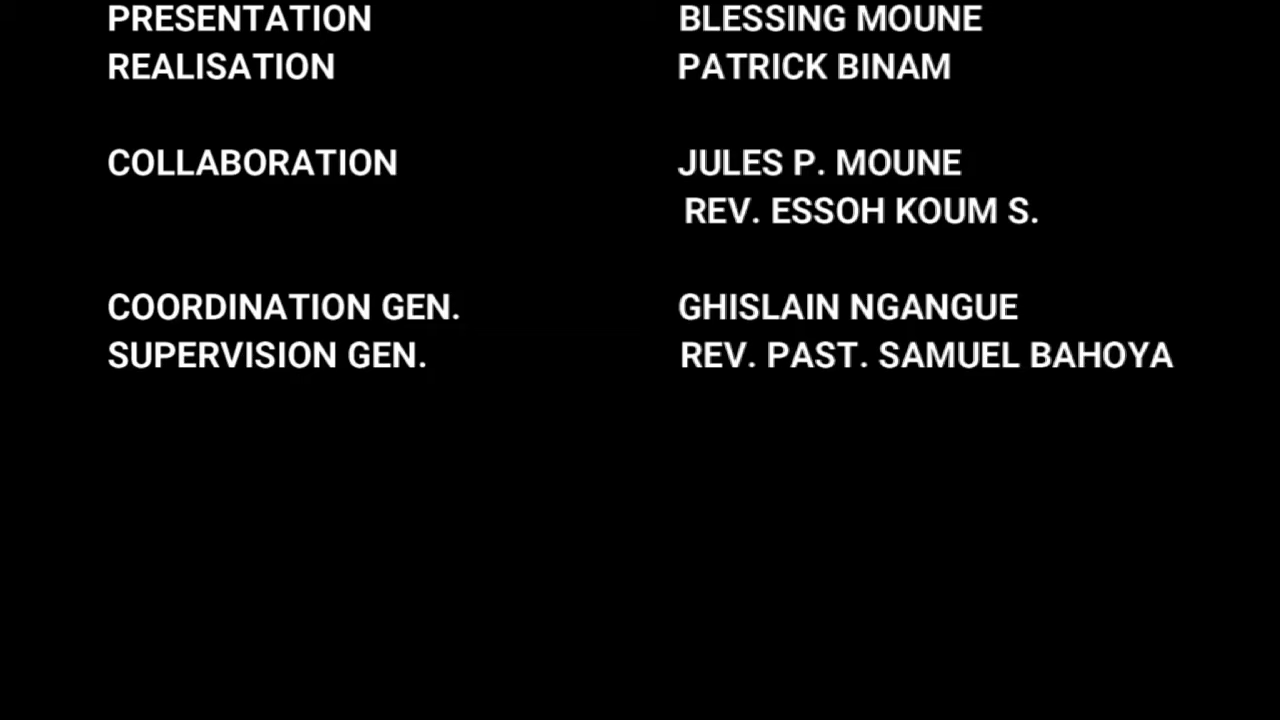 PRESENTATION BLESSING MOUNE
REALISATION PATRICK BINAM
COLLABORATION JULES P. MOUNE
REV. ESSOH KOUM S.
COORDINATION GEN. GHISLAIN NGANGUE
SUPERVISION GEN. REV. PAST. SAMUEL BAHOYA